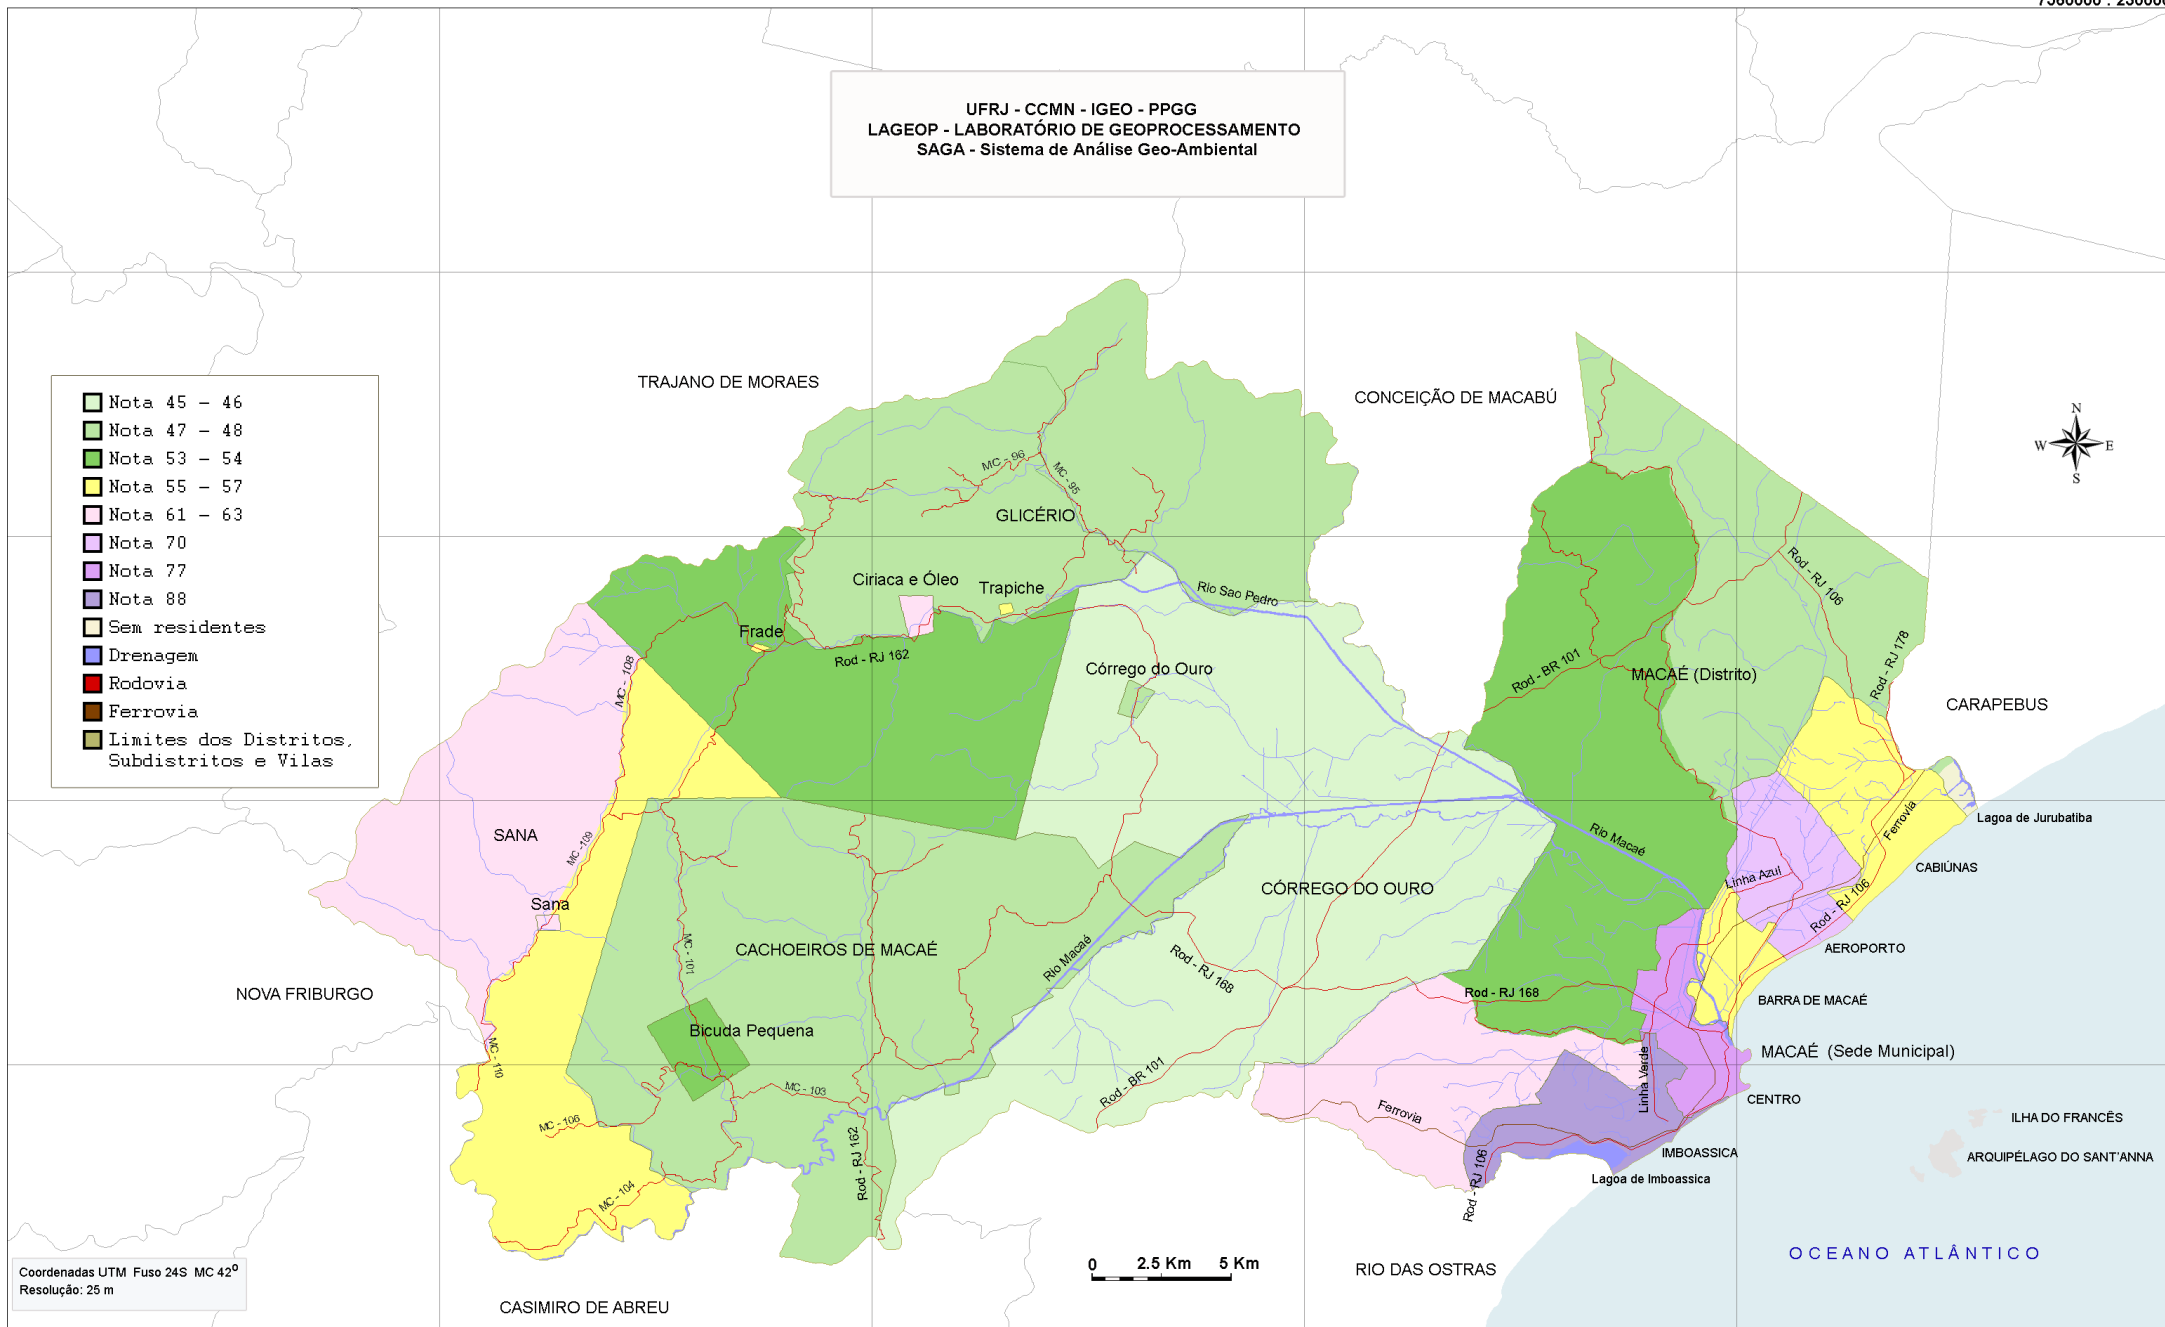 UFRJ - CCMN - IGEO - PPGG
LAGEOP - LABORATÓRIO DE GEOPROCESSAMENTO
SAGA - Sistema de Análise Geo-Ambiental
TRAJANO DE MORAES
CONCEIÇÃO DE MACABÚ
N
W
E
S
Nota 45 - 46
Nota 47 - 48
Nota 53 - 54
Nota 55 - 57
Nota 61 - 63
Nota 70
Nota 77
Nota 88
Sem residentes
Drenagem
Rodovia
Ferrovia
Limites dos Distritos,
Subdistritos e Vilas
MC - 96
MC - 95
GLICÉRIO
Ciriaca e Óleo
Trapiche
Rio Sao Pedro
Rod - RJ 106
Frade
Rod - RJ 162
MC - 108
Córrego do Ouro
Rod - BR 101
MACAÉ (Distrito)
Rod - RJ 178
CARAPEBUS
SANA
MC -109
Rio Macaé
Ferrovia
Lagoa de Jurubatiba
CABIÚNAS
Linha Azul
CÓRREGO DO OURO
Sana
Rod - RJ 106
AEROPORTO
MC - 101
CACHOEIROS DE MACAÉ
Rio Macaé
Rod - RJ 168
Rod - RJ 168
NOVA FRIBURGO
BARRA DE MACAÉ
Bicuda Pequena
MC - 110
MC - 103
MC - 106
Rod - BR 101
Ferrovia
Linha Verde
MACAÉ (Sede Municipal)
CENTRO
ILHA DO FRANCÊS
IMBOASSICA
ARQUIPÉLAGO DO SANT'ANNA
Rod - RJ 162
Rod - RJ 106
Lagoa de Imboassica
MC - 104
OCEANO ATLÂNTICO
0 2.5 Km 5 Km
RIO DAS OSTRAS
Coordenadas UTM Fuso 24S MC 42º
Resolução: 25 m
CASIMIRO DE ABREU